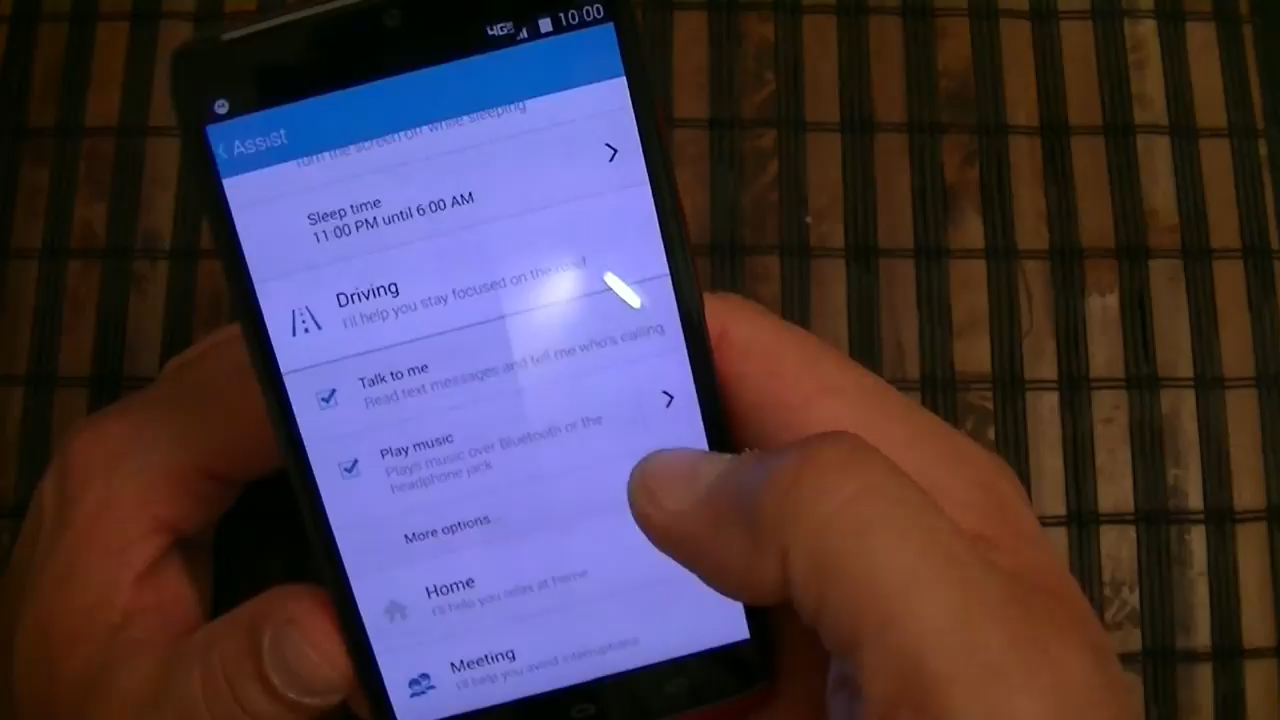 4G 10:00
Assist
Turn the screen off while sleeping
Sleep time
11:00 PM until 6:00 AM
Driving
I'll help you stay focused on the road
Talk to me
Read text messages and tell me who's calling
Play music
Plays music over Bluetooth or the
headphone jack
More options
Home
I'll help you relax at home
Meeting
I'll help you avoid interruptions